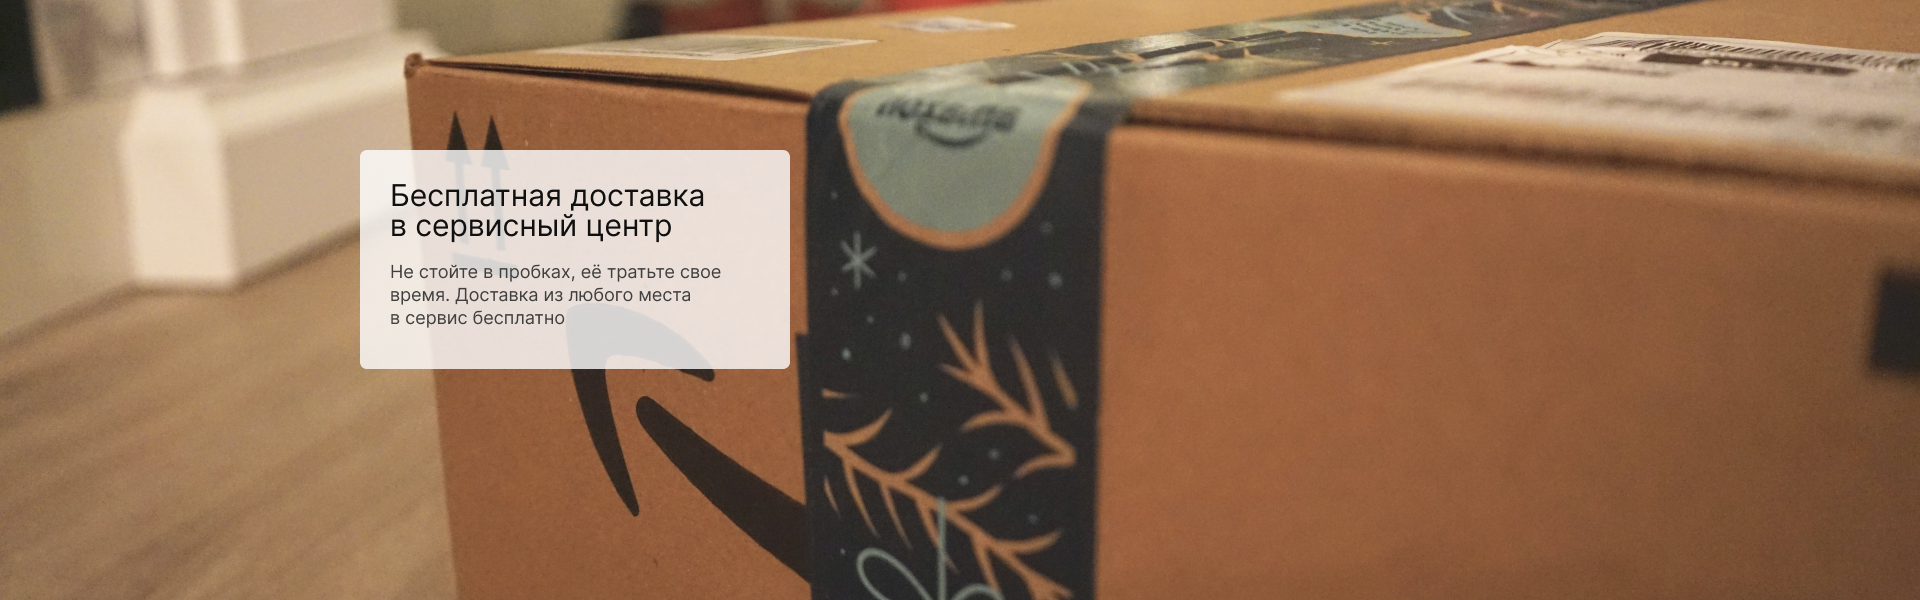 Бесплатная доставка
в сервисный центр
Не стойте в пробках, её тратьте свое
время. Доставка из любого места
в сервис бесплатно